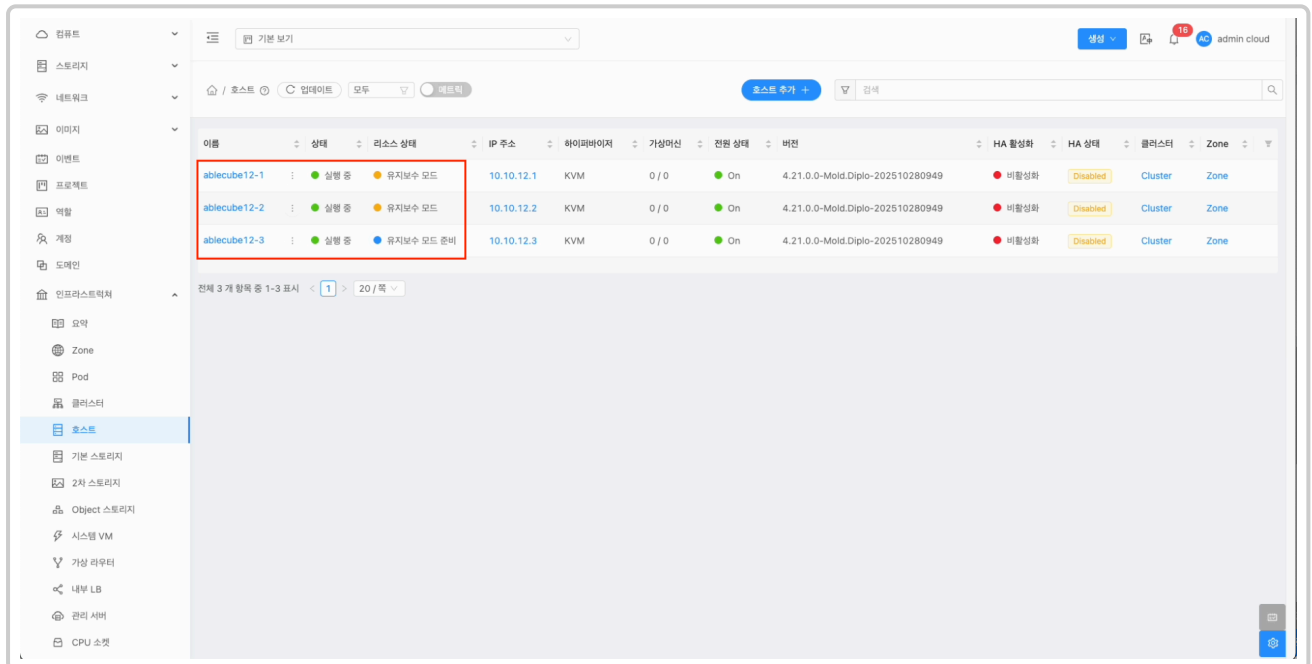 컴퓨트
스토리지
네트워크
이미지
이벤트
프로젝트
역할
계정
도메인
인프라스트럭쳐
요약
Zone
Pod
클러스터
호스트
기본 스토리지
2차 스토리지
Object 스토리지
시스템 VM
가상 라우터
내부 LB
관리 서버
CPU 소켓
기본 보기
생성
16
AC admin cloud
/ 호스트 업데이트 모두 메트릭
호스트 추가 +
검색
이름 상태 리소스 상태 IP 주소 하이퍼바이저 가상머신 전원 상태 버전 HA 활성화 HA 상태 클러스터 Zone
ablecube12-1 실행 중 유지보수 모드 10.10.12.1 KVM 0 / 0 On 4.21.0.0-Mold.Diplo-202510280949 비활성화 Disabled Cluster Zone
ablecube12-2 실행 중 유지보수 모드 10.10.12.2 KVM 0 / 0 On 4.21.0.0-Mold.Diplo-202510280949 비활성화 Disabled Cluster Zone
ablecube12-3 실행 중 유지보수 모드 준비 10.10.12.3 KVM 0 / 0 On 4.21.0.0-Mold.Diplo-202510280949 비활성화 Disabled Cluster Zone
전체 3 개 항목 중 1-3 표시 < 1 > 20 / 쪽